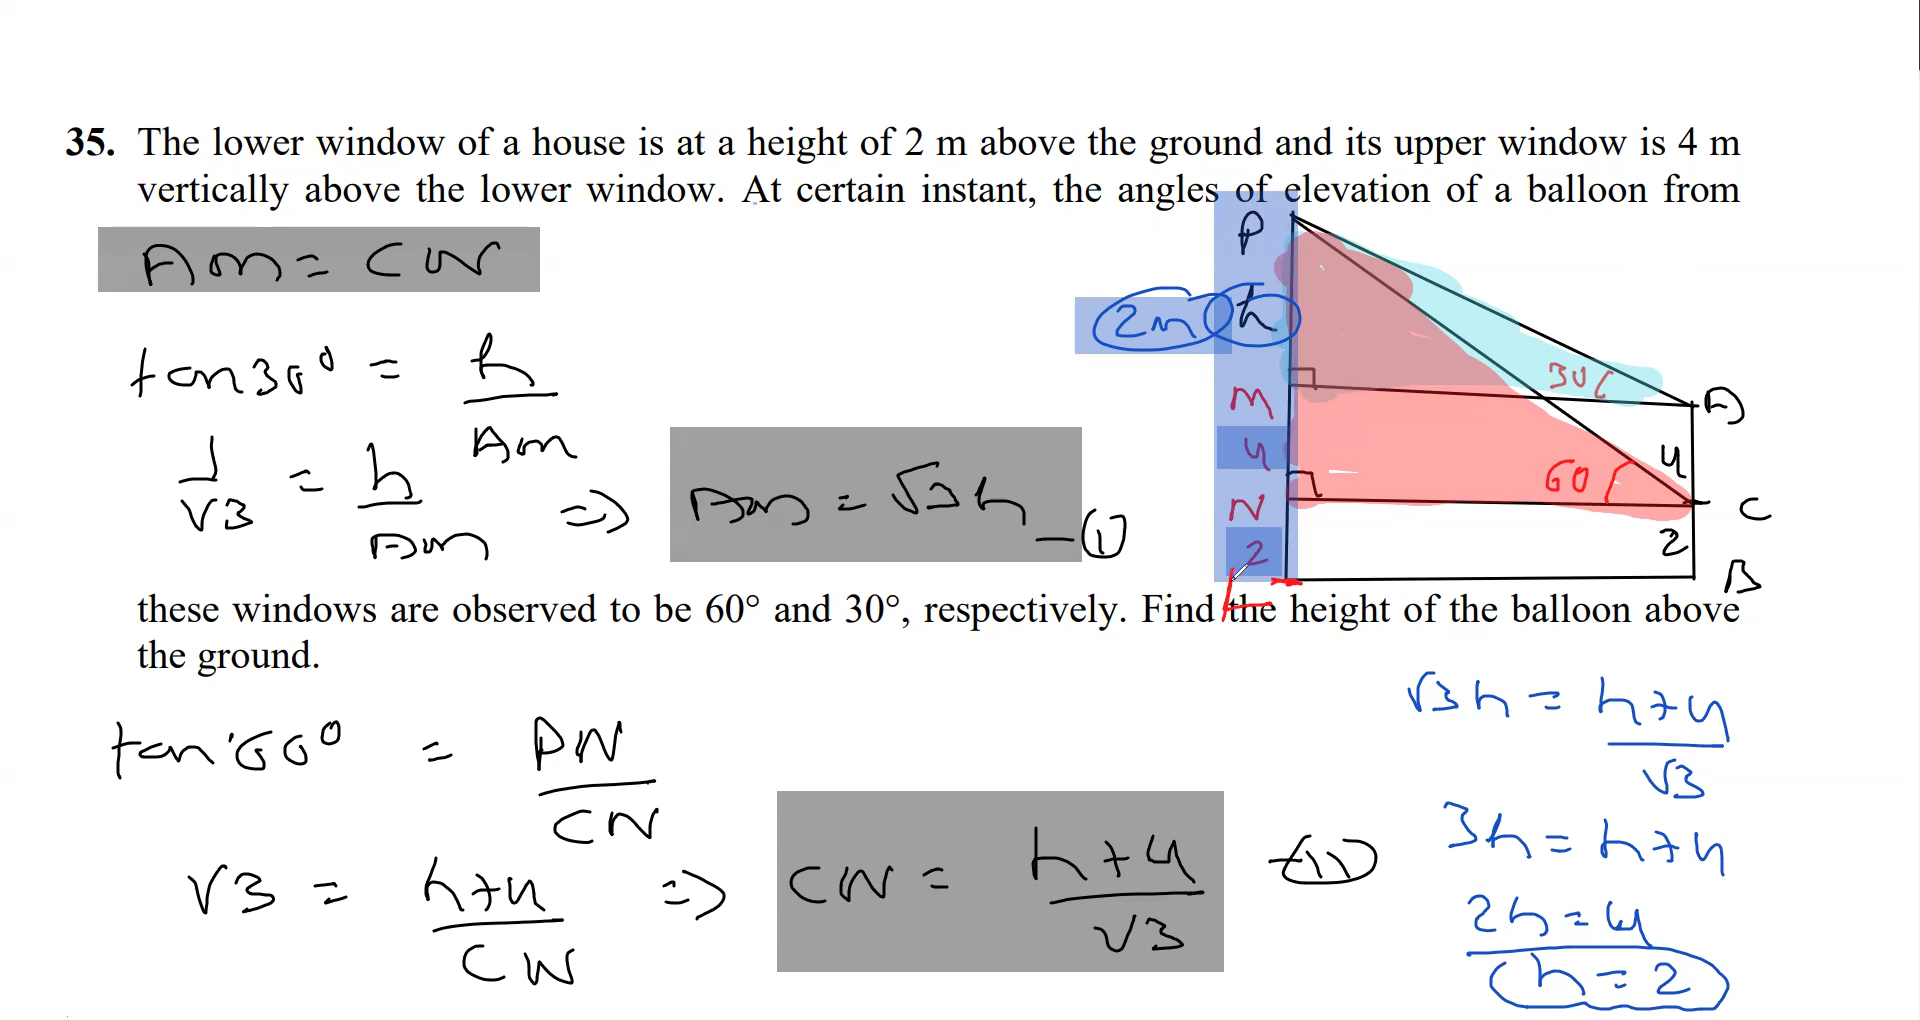 35. The lower window of a house is at a height of 2 m above the ground and its upper window is 4 m
vertically above the lower window. At certain instant, the angles of elevation of a balloon from
AM = CN
tan30° = h / AM
1 / √3 = h / AM => AM = √3h – (1)
P
2m h
M
4
N
2
30
60
A
4
C
2
B
these windows are observed to be 60° and 30°, respectively. Find the height of the balloon above
the ground.
tan 60° = PN / CN
√3 = h+4 / CN => CN = h+4 / √3 – (11)
√3h = h+4 / √3
3h = h+4
2h = 4
h = 2